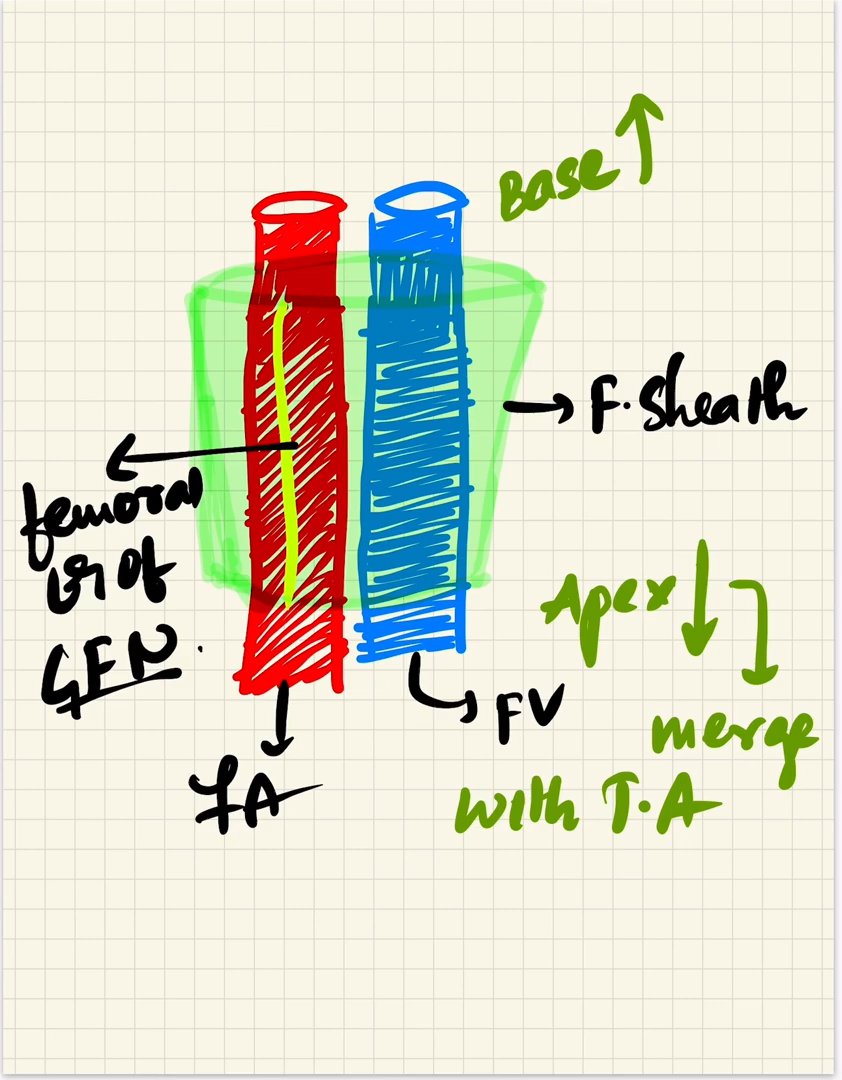 Base
F. Sheath
femoral
br of
GFN.
Apex
merge
with T.A
FV
FA